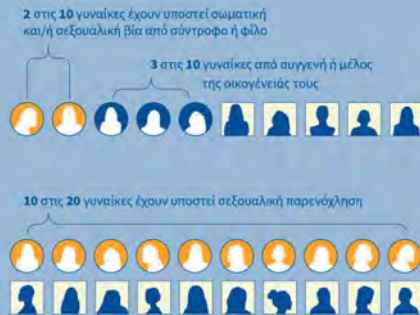 2 στις 10 γυναίκες έχουν υποστεί σωματική
και/ή σεξουαλική βία από σύντροφο ή φίλο
3 στις 10 γυναίκες από συγγενή ή μέλος
της οικογένειάς τους
10 στις 20 γυναίκες έχουν υποστεί σεξουαλική παρενόχληση